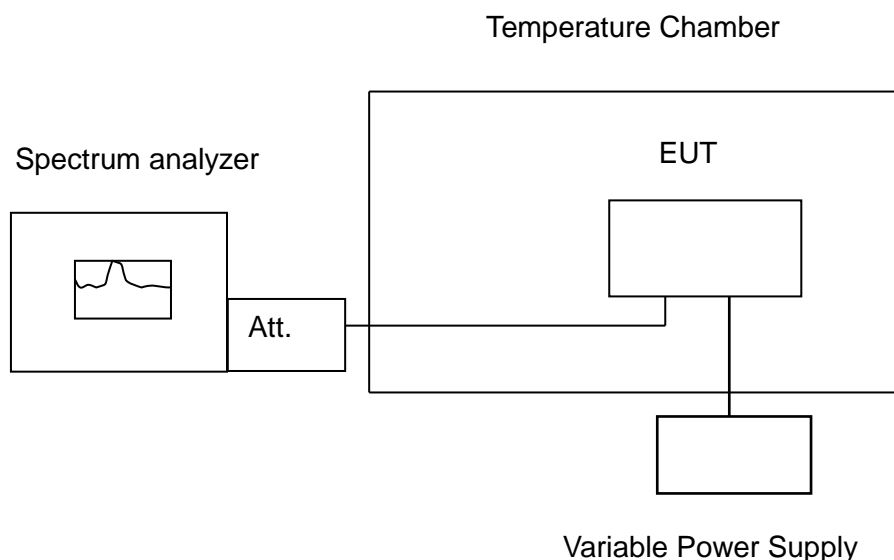 Temperature Chamber
Spectrum analyzer
EUT
Att.
Variable Power Supply